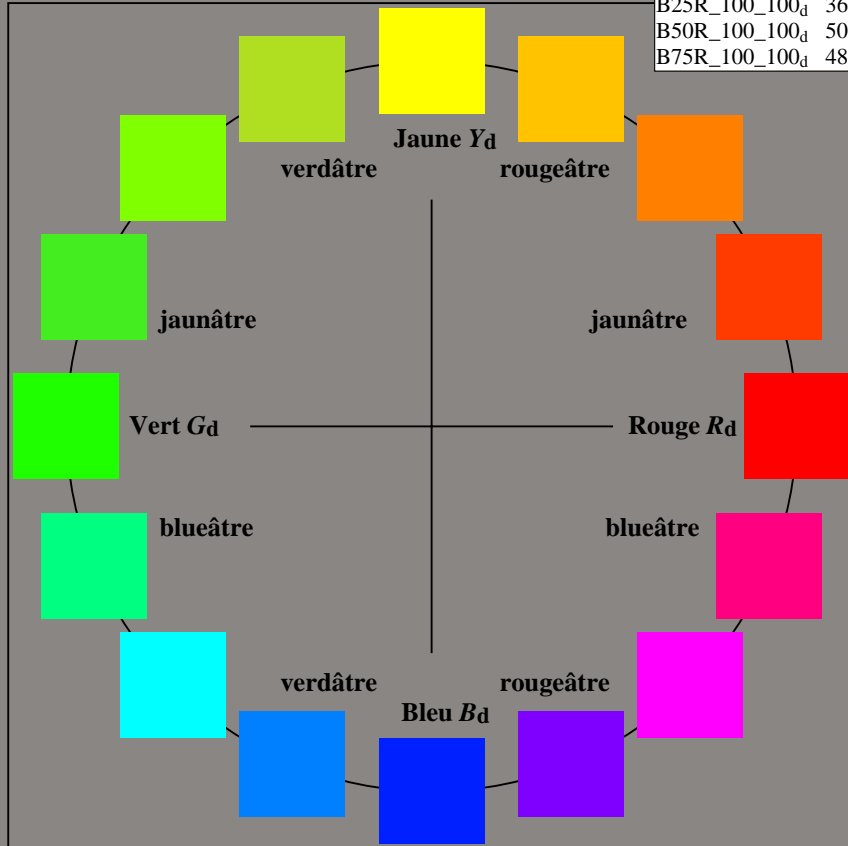 B25R_100_100d 36
B50R_100_100d 50
B75R_100_100d 48
Jaune Yd
verdâtre rougeâtre
jaunâtre jaunâtre
Vert Gd Rouge Rd
blueâtre blueâtre
verdâtre rougeâtre
Bleu Bd